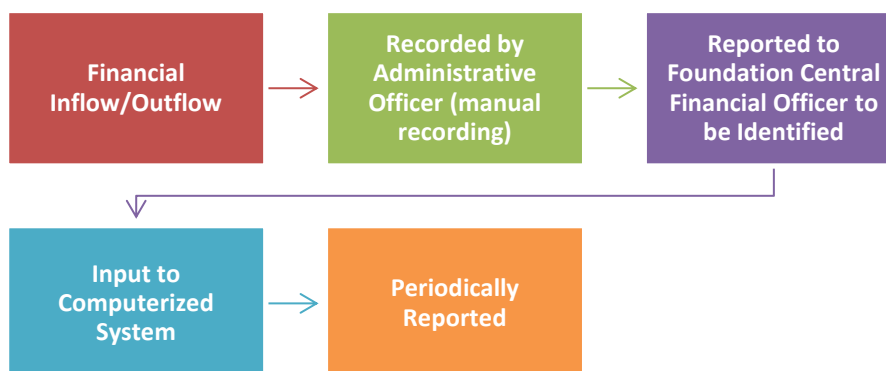 Financial
Inflow/Outflow
Recorded by
Administrative
Officer (manual
recording)
Reported to
Foundation Central
Financial Officer to
be Identified
Input to
Computerized
System
Periodically
Reported